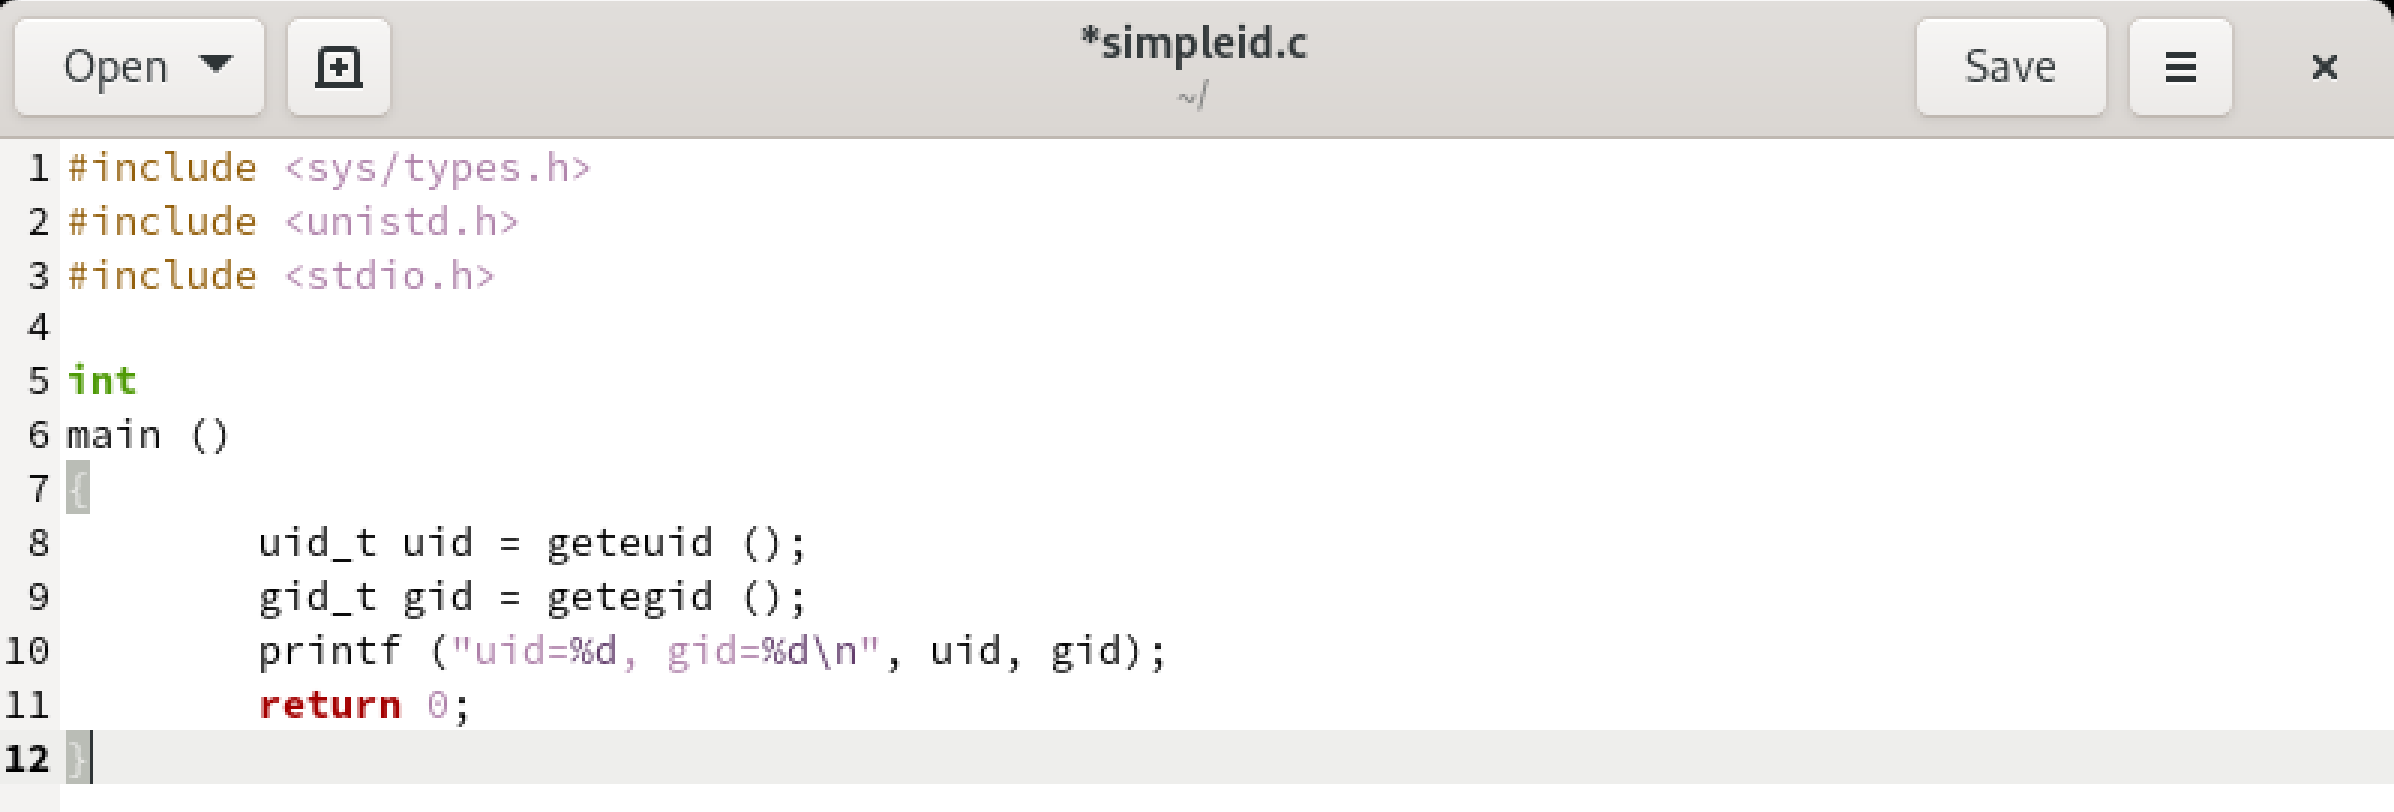 Open
*simpleid.c
~/
Save
1 #include <sys/types.h>
2 #include <unistd.h>
3 #include <stdio.h>
4
5 int
6 main ()
7 {
8         uid_t uid = geteuid ();
9         gid_t gid = getegid ();
10         printf ("uid=%d, gid=%d\n", uid, gid);
11         return 0;
12 }